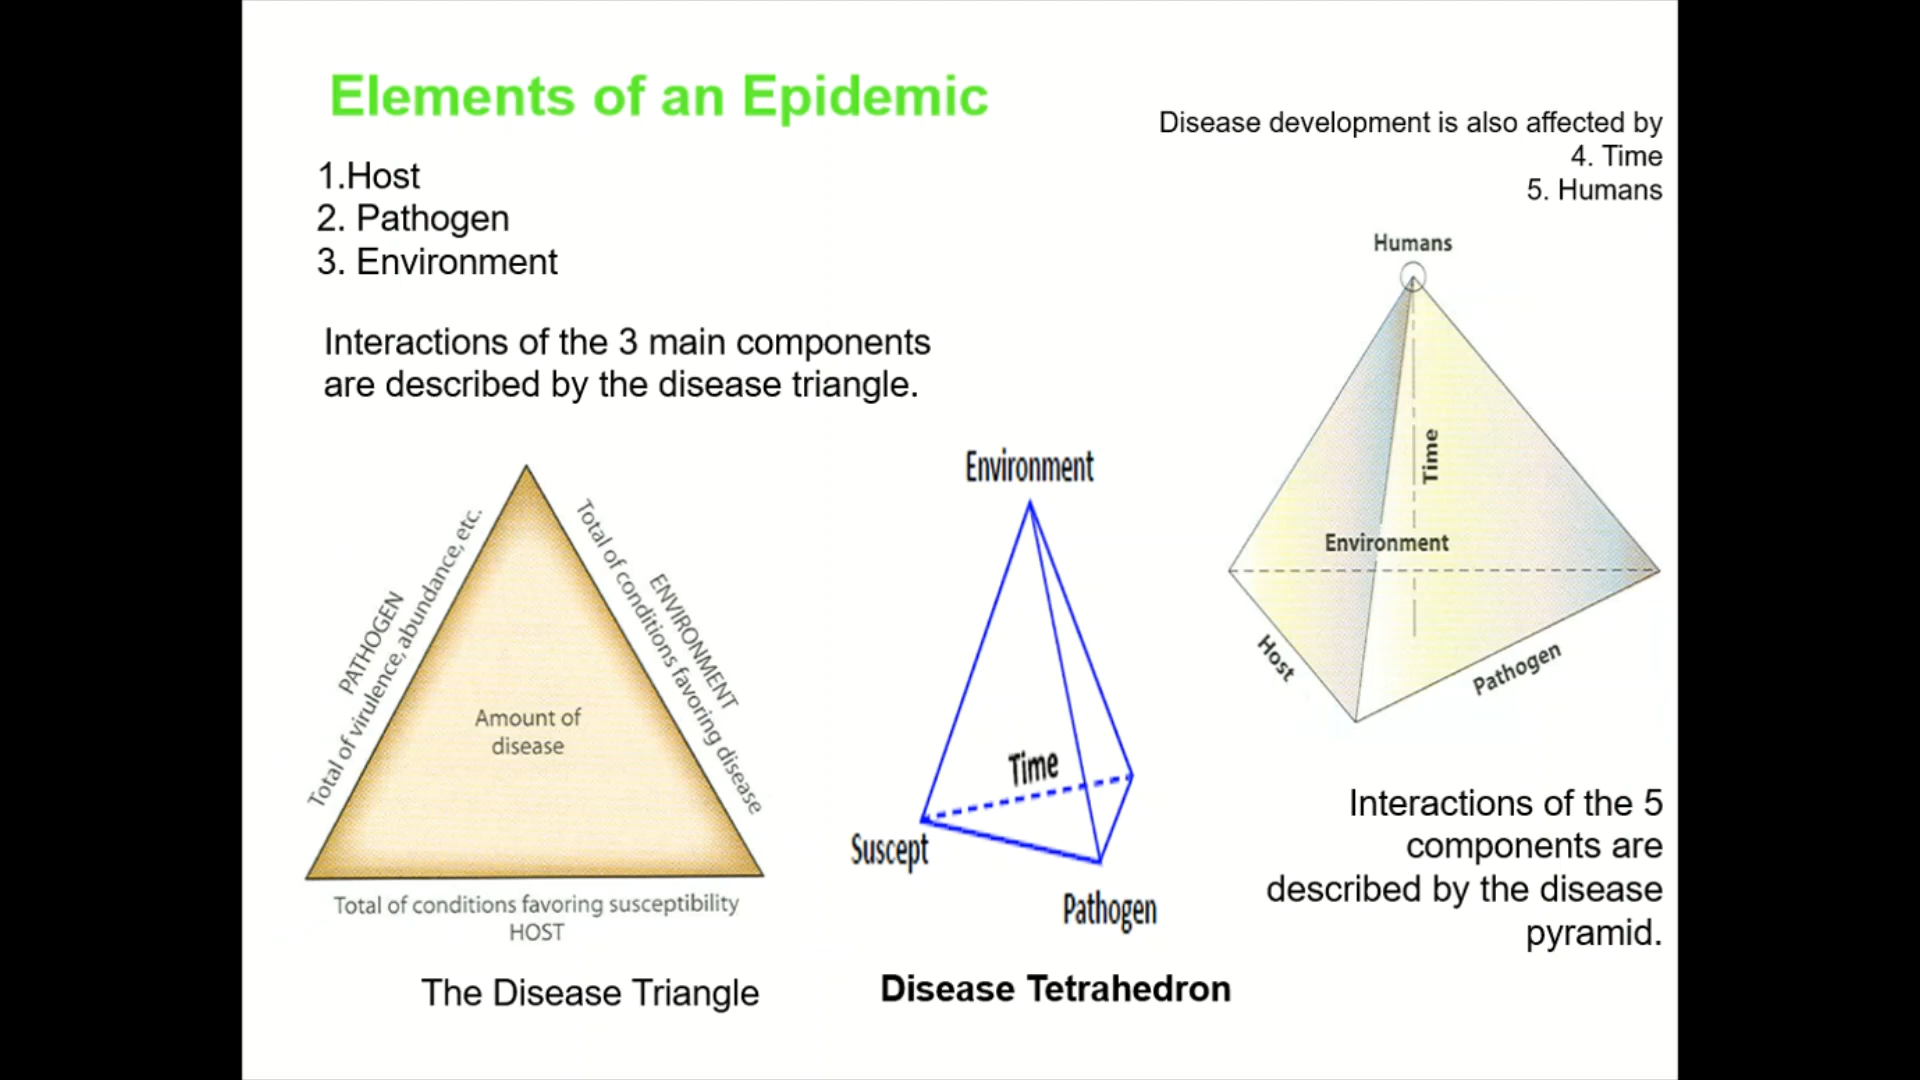 Elements of an Epidemic
1.Host
2. Pathogen
3. Environment
Interactions of the 3 main components
are described by the disease triangle.
PATHOGEN
Total of virulence, abundance, etc.
Total of conditions favoring disease
ENVIRONMENT
Amount of
disease
Total of conditions favoring susceptibility
HOST
The Disease Triangle
Environment
Time
Suscept
Pathogen
Disease Tetrahedron
Disease development is also affected by
4. Time
5. Humans
Humans
Time
Environment
Host
Pathogen
Interactions of the 5
components are
described by the disease
pyramid.